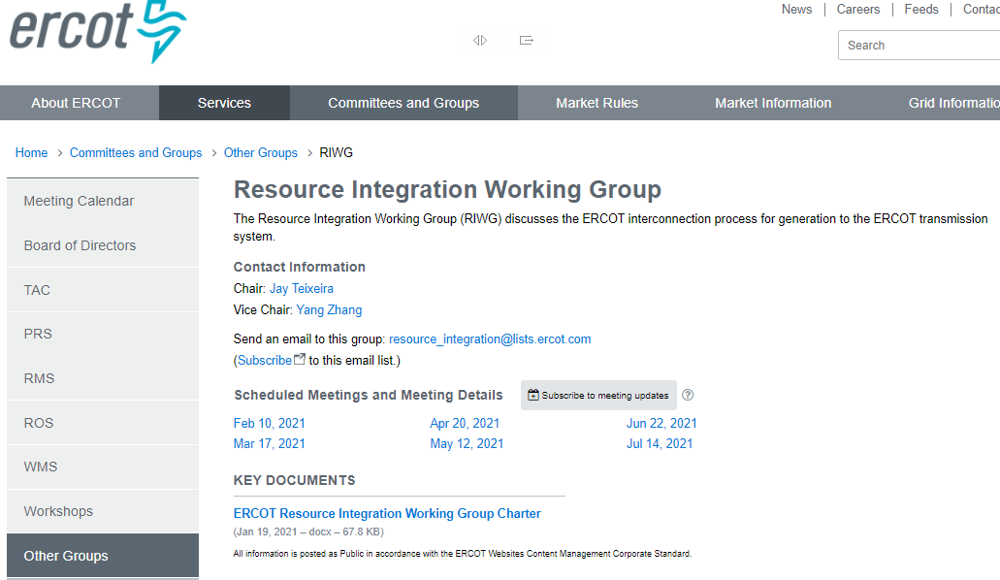 ercot
News | Careers | Feeds |
Search
About ERCOT Services Committees and Groups Market Rules Market Information Grid
Home > Committees and Groups > Other Groups > RIWG
Meeting Calendar
Board of Directors
TAC
PRS
RMS
ROS
WMS
Workshops
Other Groups
Resource Integration Working Group
The Resource Integration Working Group (RIWG) discusses the ERCOT interconnection process for generation to the ERCOT transmission
system.
Contact Information
Chair: Jay Teixeira
Vice Chair: Yang Zhang
Send an email to this group: resource_integration@lists.ercot.com
(Subscribe to this email list.)
Scheduled Meetings and Meeting Details Subscribe to meeting updates ?
Feb 10, 2021 Apr 20, 2021 Jun 22, 2021
Mar 17, 2021 May 12, 2021 Jul 14, 2021
KEY DOCUMENTS
ERCOT Resource Integration Working Group Charter
(Jan 19, 2021 – docx – 67.8 KB)
All information is posted as Public in accordance with the ERCOT Websites Content Management Corporate Standard.